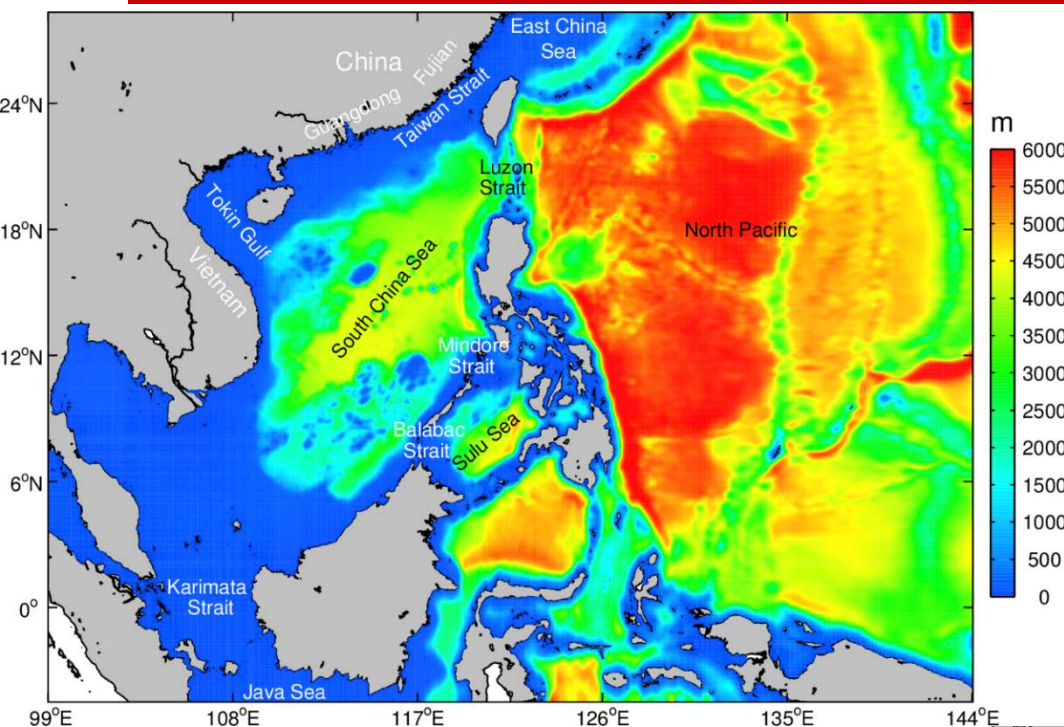 East China
Sea
China
Fujian
Guangdong
Taiwan Strait
24°N
m
6000
5500
5000
4500
4000
3500
3000
2500
2000
1500
1000
500
0
Luzon
Strait
Tokin Gulf
18°N
North Pacific
Vietnam
South China Sea
12°N
Mindoro
Strait
Balabac
Strait
Sulu Sea
6°N
Karimata
Strait
0°
Java Sea
99°E
108°E
117°E
126°E
135°E
144°E